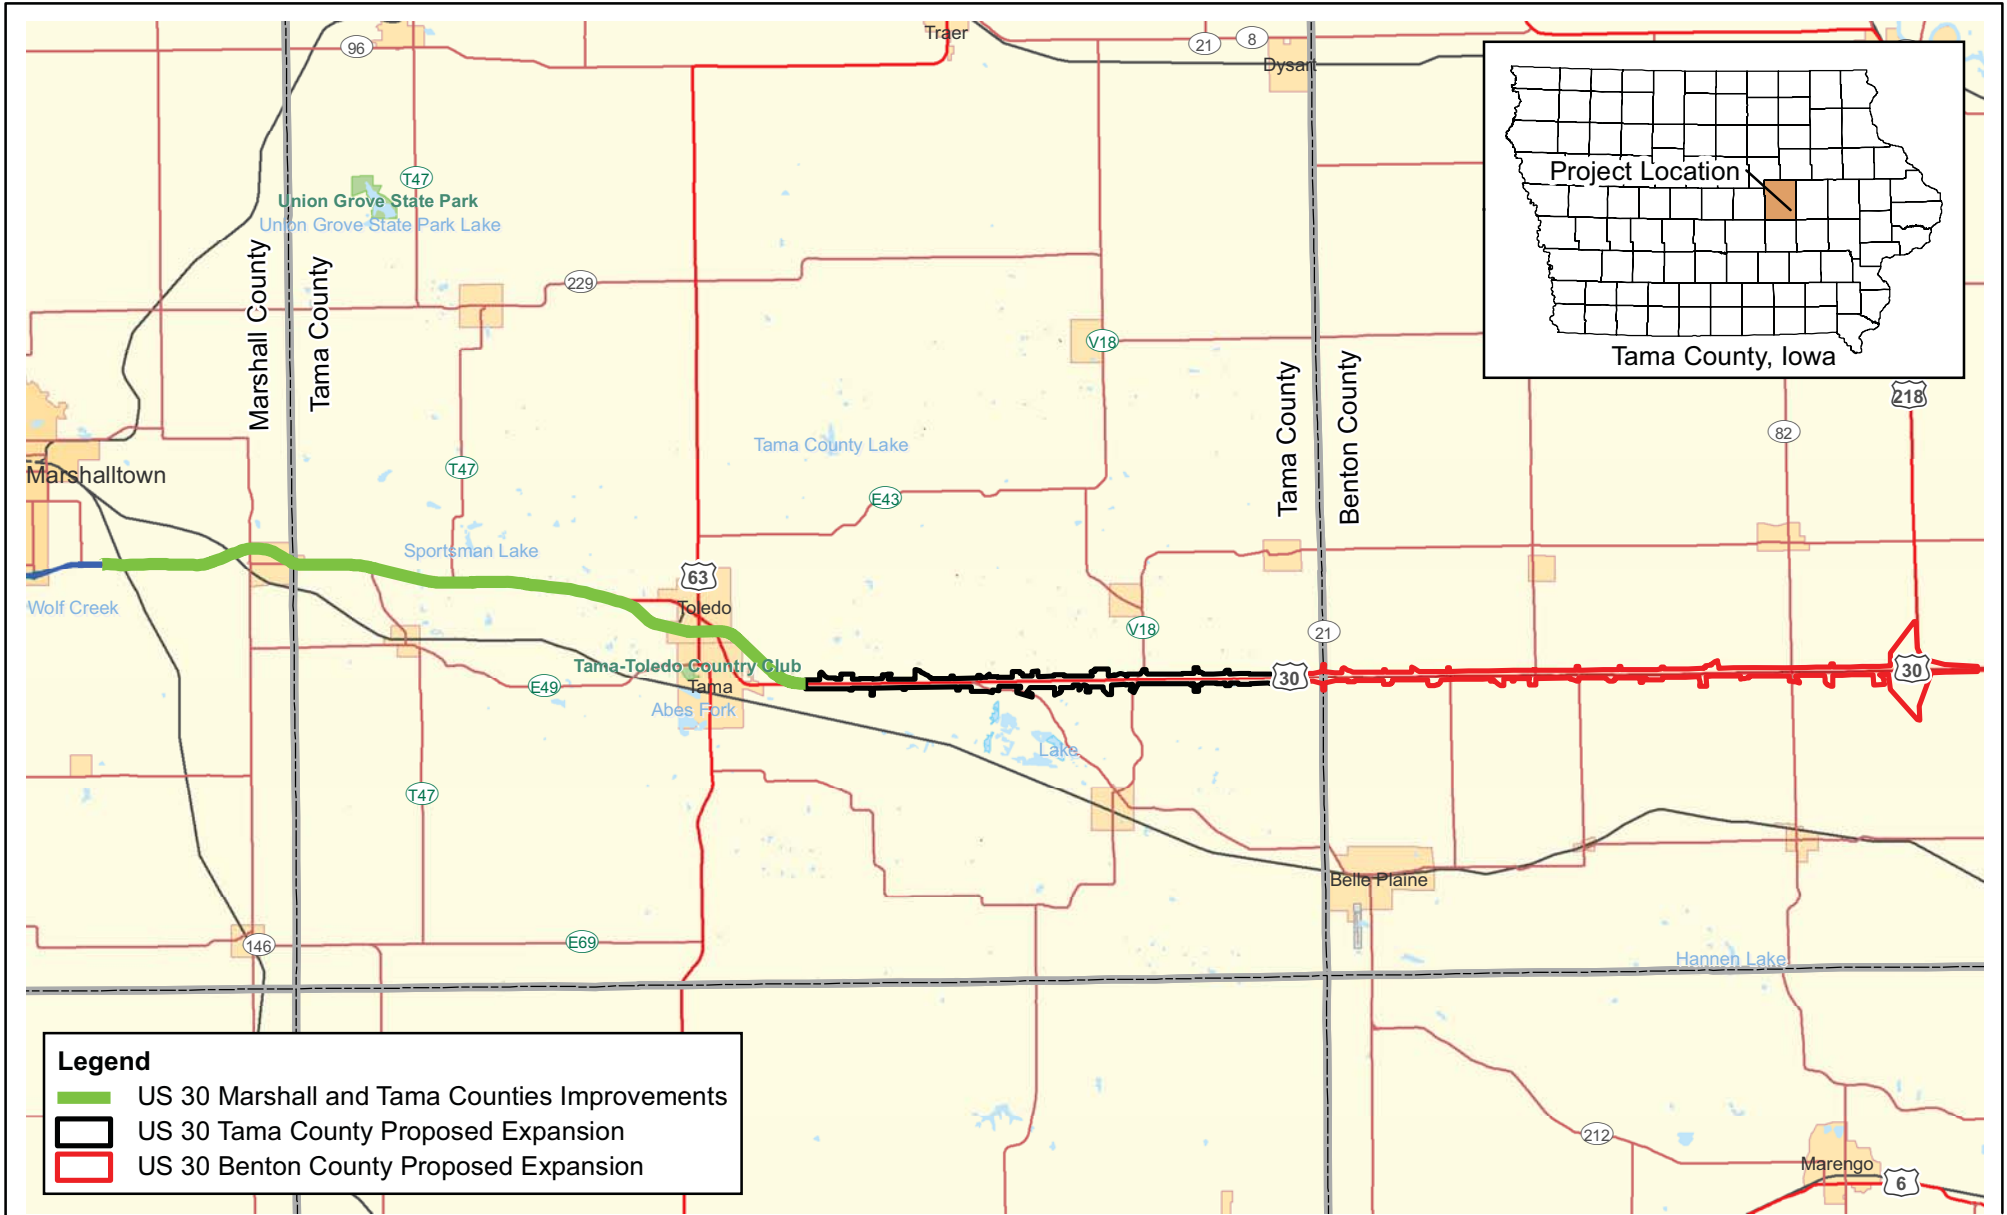 Traer
96
21
8
Dysart
T47
Union Grove State Park
Union Grove State Park Lake
Project Location
Tama County, Iowa
Marshall County
Tama County
229
V18
218
Tama County
Benton County
82
Tama County Lake
Marshalltown
T47
E43
Sportsman Lake
63
Wolf Creek
Toledo
V18
21
Tama-Toledo Country Club
30
30
E49
Tama
Abes Fork
Lake
T47
Belle Plaine
146
E69
Hannen Lake
Legend
US 30 Marshall and Tama Counties Improvements
US 30 Tama County Proposed Expansion
US 30 Benton County Proposed Expansion
212
Marengo
6